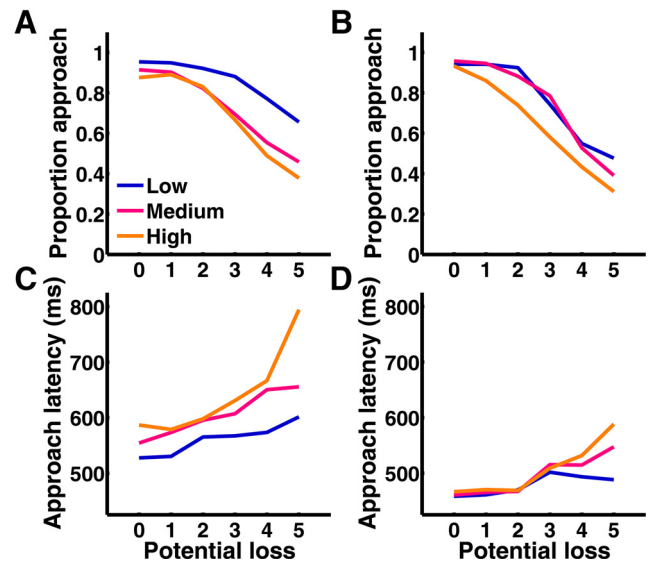 A
B
Proportion approach
1
0.8
0.6
0.4
0.2
0
Low
Medium
High
0 1 2 3 4 5
Proportion approach
1
0.8
0.6
0.4
0.2
0
0 1 2 3 4 5
C
D
Approach latency (ms)
800
700
600
500
0 1 2 3 4 5
Potential loss
Approach latency (ms)
800
700
600
500
0 1 2 3 4 5
Potential loss